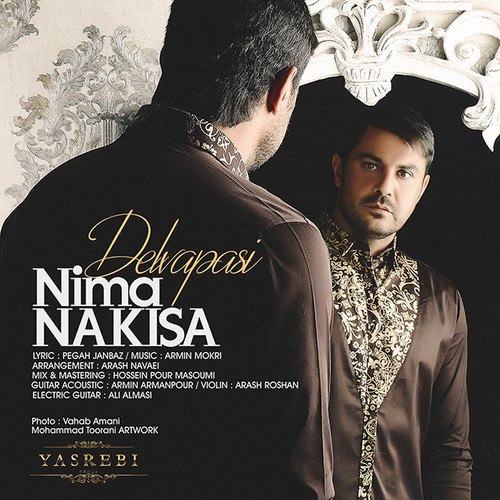 Delvapasi
Nima
NAKISA
LYRIC : PEGAH JANBAZ / MUSIC : ARMIN MOKRI
ARRANGEMENT : ARASH NAVAEI
MIX & MASTERING : HOSSEIN POUR MASOUMI
GUITAR ACOUSTIC : ARMIN ARMANPOUR / VIOLIN : ARASH ROSHAN
ELECTRIC GUITAR : ALI ALMASI
Photo : Vahab Amani
Mohammad Toorani ARTWORK
YASREBI